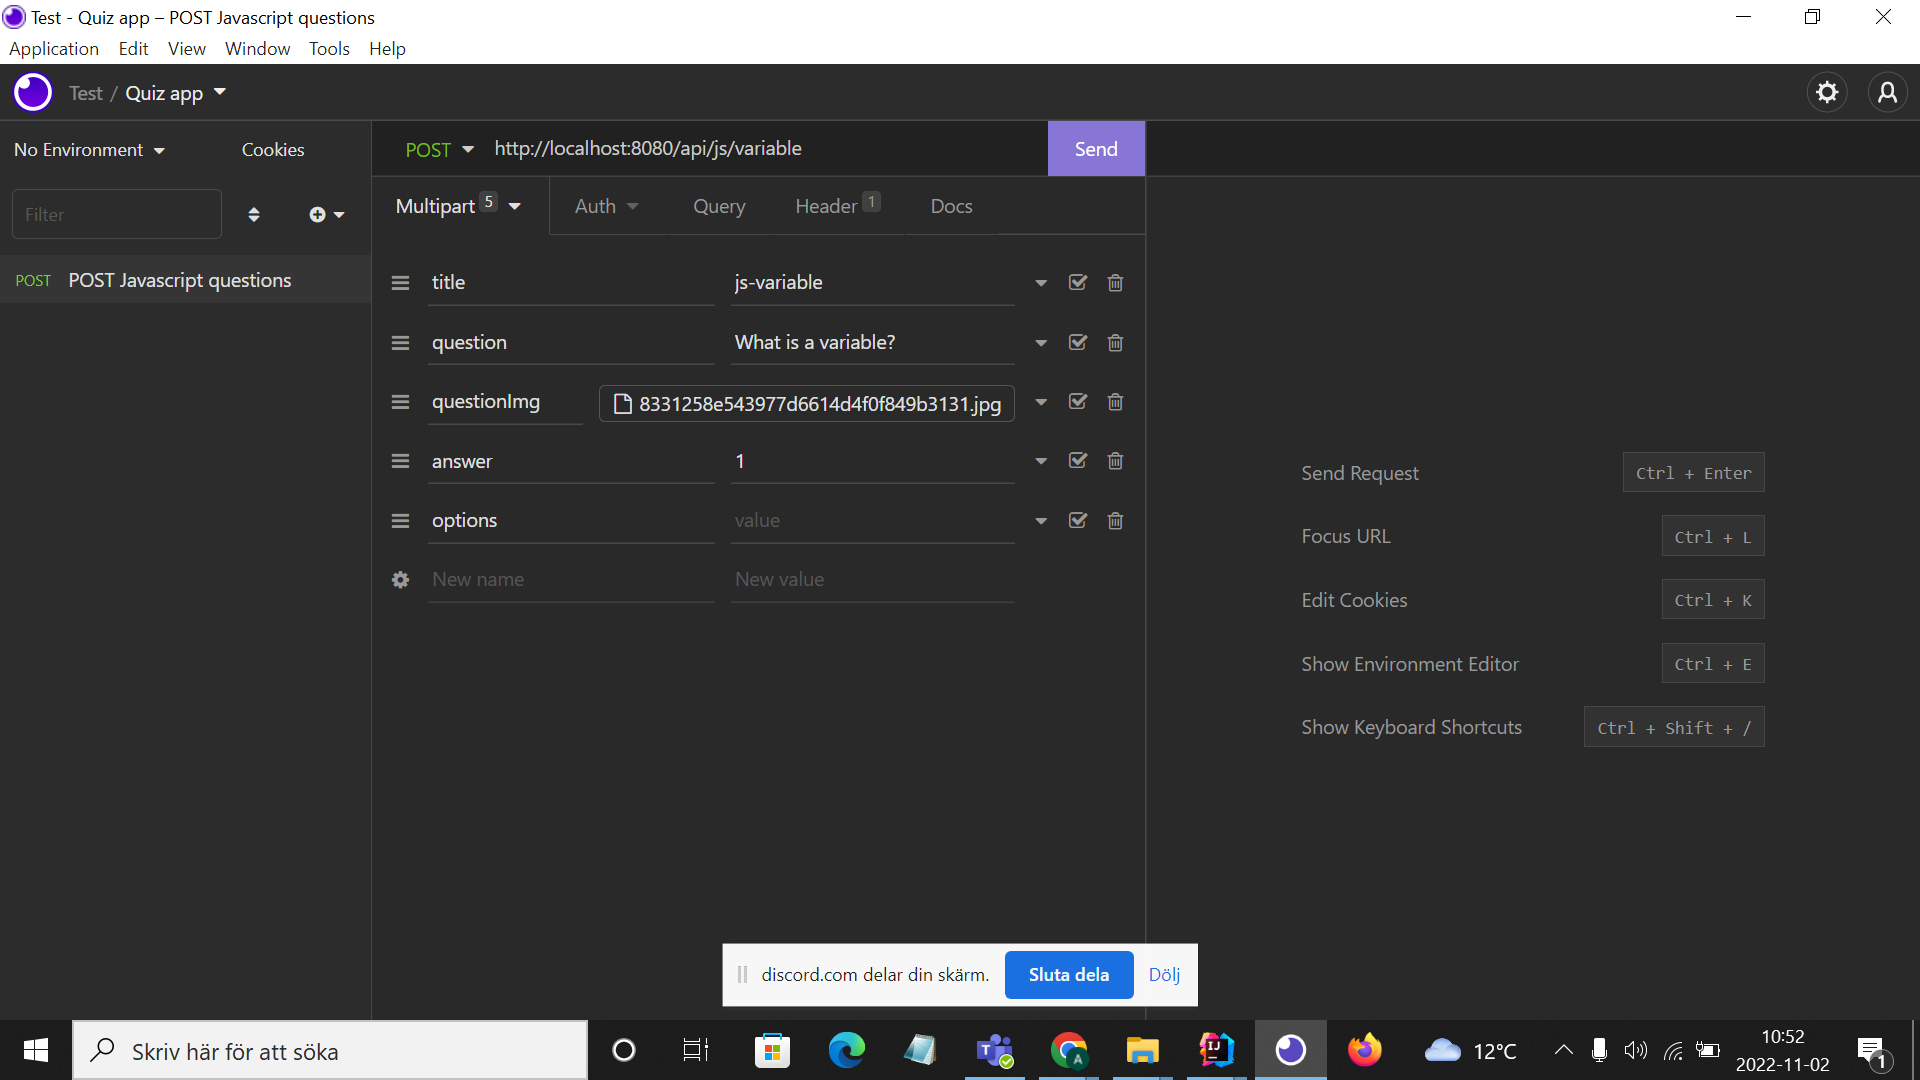 Test - Quiz app – POST Javascript questions
Application Edit View Window Tools Help
Test / Quiz app
No Environment Cookies
POST http://localhost:8080/api/js/variable Send
Filter
Multipart 5 Auth Query Header 1 Docs
POST POST Javascript questions
title js-variable
question What is a variable?
questionImg 8331258e543977d6614d4f0f849b3131.jpg
answer 1
options value
New name New value
Send Request Ctrl + Enter
Focus URL Ctrl + L
Edit Cookies Ctrl + K
Show Environment Editor Ctrl + E
Show Keyboard Shortcuts Ctrl + Shift + /
discord.com delar din skärm. Sluta dela Dölj
Skriv här för att söka
12°C
10:52
2022-11-02
1